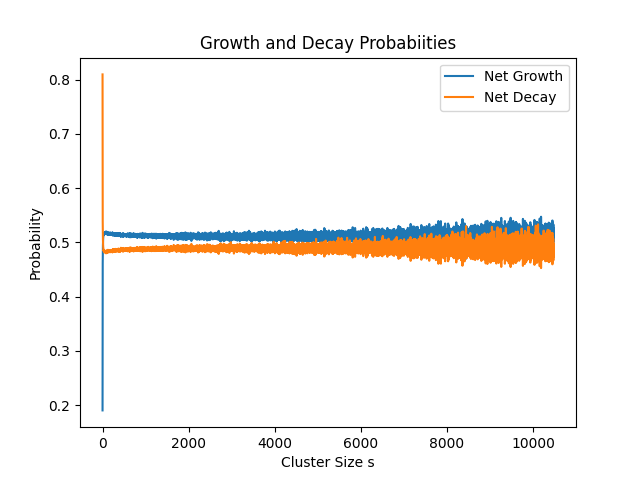 Growth and Decay Probabiities
Net Growth
Net Decay
0.8
0.7
0.6
0.5
0.4
0.3
0.2
Probability
0 2000 4000 6000 8000 10000
Cluster Size s